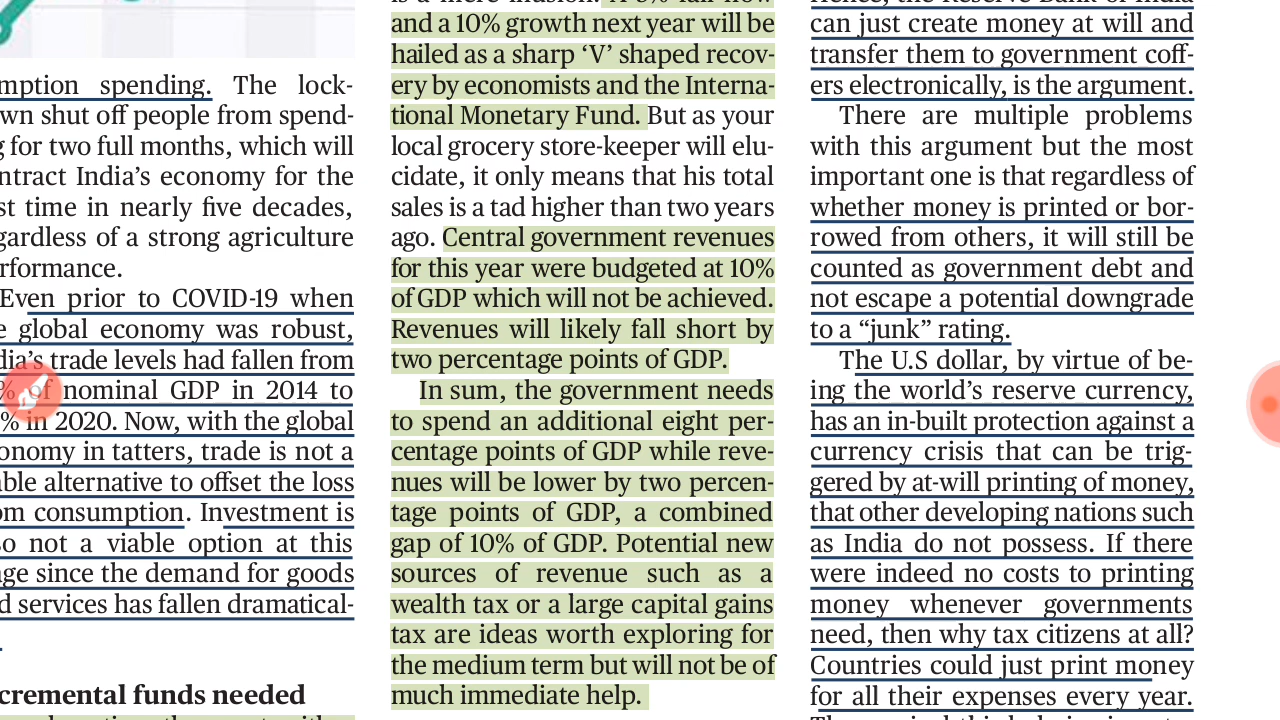 mption spending. The lock-
wn shut off people from spend-
for two full months, which will
ntract India’s economy for the
st time in nearly five decades,
gardless of a strong agriculture
rformance.
Even prior to COVID-19 when
e global economy was robust,
dia’s trade levels had fallen from
% of nominal GDP in 2014 to
% in 2020. Now, with the global
onomy in tatters, trade is not a
able alternative to offset the loss
om consumption. Investment is
so not a viable option at this
age since the demand for goods
d services has fallen dramatical-
cremental funds needed
and a 10% growth next year will be
hailed as a sharp ‘V’ shaped recov-
ery by economists and the Interna-
tional Monetary Fund. But as your
local grocery store-keeper will elu-
cidate, it only means that his total
sales is a tad higher than two years
ago. Central government revenues
for this year were budgeted at 10%
of GDP which will not be achieved.
Revenues will likely fall short by
two percentage points of GDP.
In sum, the government needs
to spend an additional eight per-
centage points of GDP while reve-
nues will be lower by two percen-
tage points of GDP, a combined
gap of 10% of GDP. Potential new
sources of revenue such as a
wealth tax or a large capital gains
tax are ideas worth exploring for
the medium term but will not be of
much immediate help.
Hence, the Reserve Bank of India
can just create money at will and
transfer them to government coff-
ers electronically, is the argument.
There are multiple problems
with this argument but the most
important one is that regardless of
whether money is printed or bor-
rowed from others, it will still be
counted as government debt and
not escape a potential downgrade
to a “junk” rating.
The U.S dollar, by virtue of be-
ing the world’s reserve currency,
has an in-built protection against a
currency crisis that can be trig-
gered by at-will printing of money,
that other developing nations such
as India do not possess. If there
were indeed no costs to printing
money whenever governments
need, then why tax citizens at all?
Countries could just print money
for all their expenses every year.